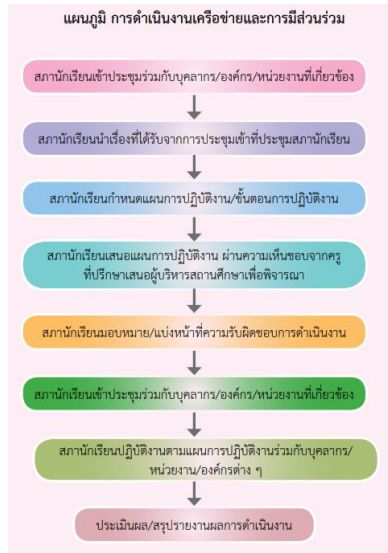 แผนภูมิ การดำเนินงานเครือข่ายและการมีส่วนร่วม
สภานักเรียนเข้าประชุมร่วมกับบุคลากร/องค์กร/หน่วยงานที่เกี่ยวข้อง
สภานักเรียนนำเรื่องที่ได้รับจากการประชุมเข้าที่ประชุมสภานักเรียน
สภานักเรียนกำหนดแผนการปฏิบัติงาน/ขั้นตอนการปฏิบัติงาน
สภานักเรียนเสนอแผนการปฏิบัติงาน ผ่านความเห็นชอบจากครู
ที่ปรึกษาเสนอผู้บริหารสถานศึกษาเพื่อพิจารณา
สภานักเรียนมอบหมาย/แบ่งหน้าที่ความรับผิดชอบการดำเนินงาน
สภานักเรียนเข้าประชุมร่วมกับบุคลากร/องค์กร/หน่วยงานที่เกี่ยวข้อง
สภานักเรียนปฏิบัติงานตามแผนการปฏิบัติงานร่วมกับบุคลากร/
หน่วยงาน/องค์กรต่าง ๆ
ประเมินผล/สรุปรายงานผลการดำเนินงาน